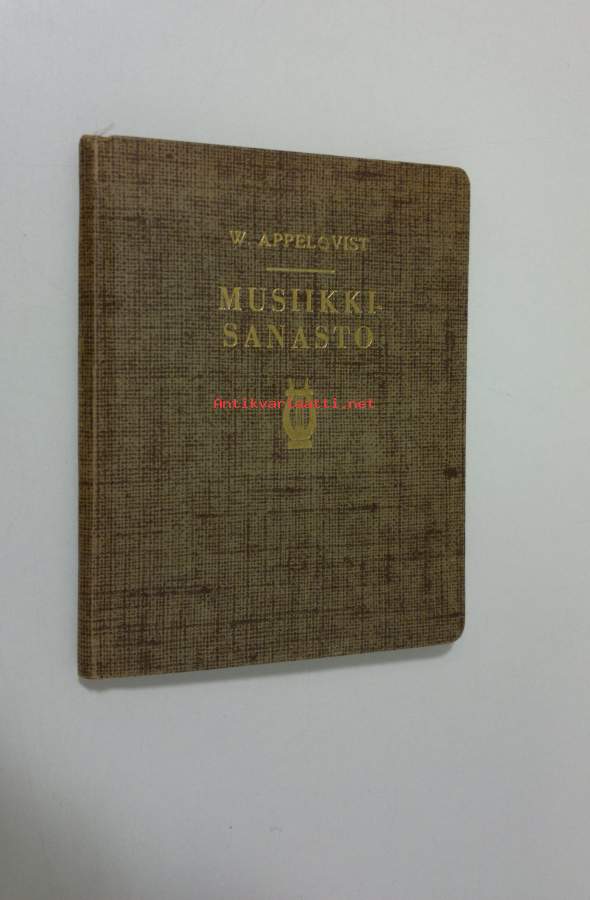 W. APPELQVIST
MUSIIKKI-
SANASTO
Antikvariaatti.net